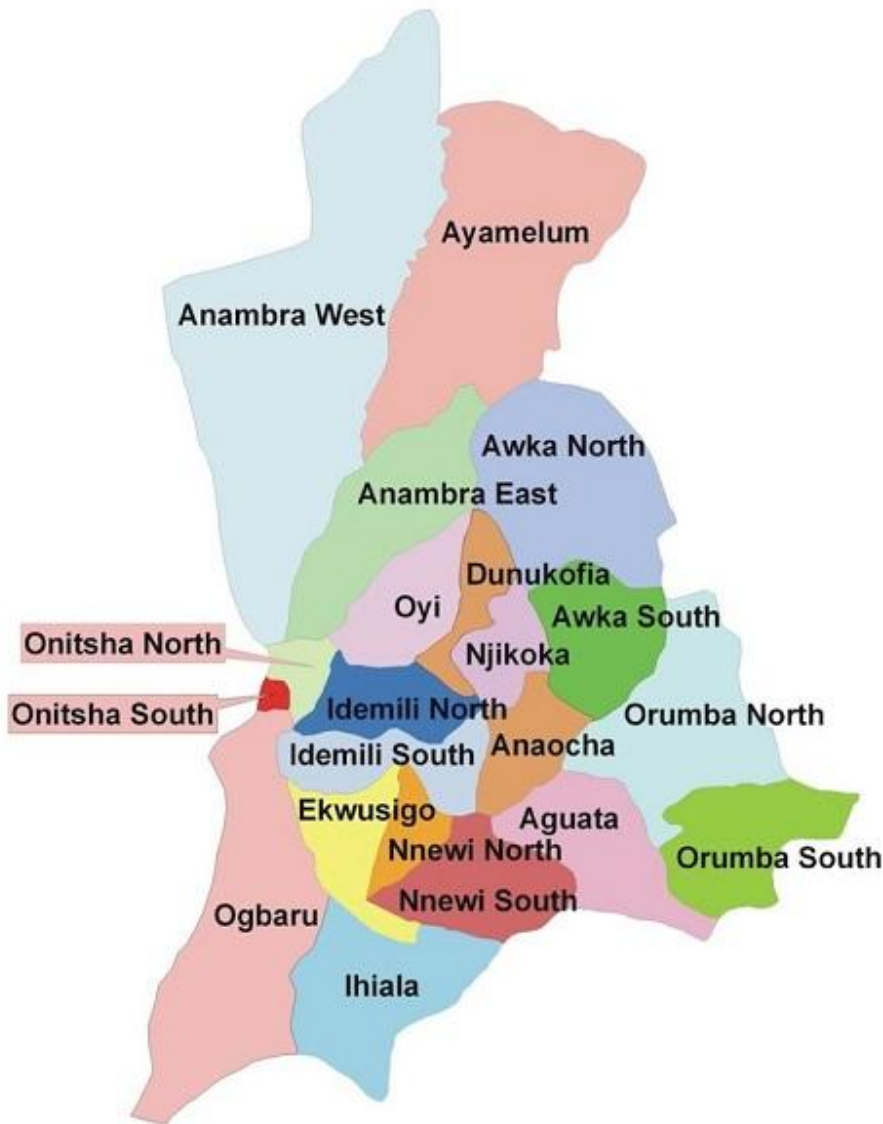 Ayamelum
Anambra West
Awka North
Anambra East
Dunukofia
Oyi
Awka South
Onitsha North
Njikoka
Onitsha South
Idemili North
Orumba North
Anaocha
Idemili South
Ekwusigo
Aguata
Nnewi North
Orumba South
Nnewi South
Ogbaru
Ihiala